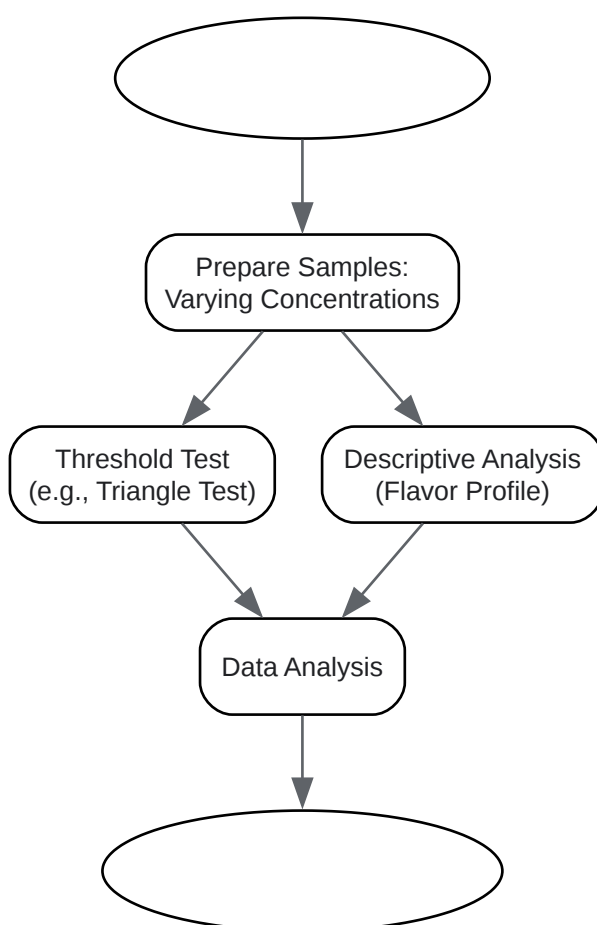 Prepare Samples:
Varying Concentrations
Threshold Test
(e.g., Triangle Test)
Descriptive Analysis
(Flavor Profile)
Data Analysis